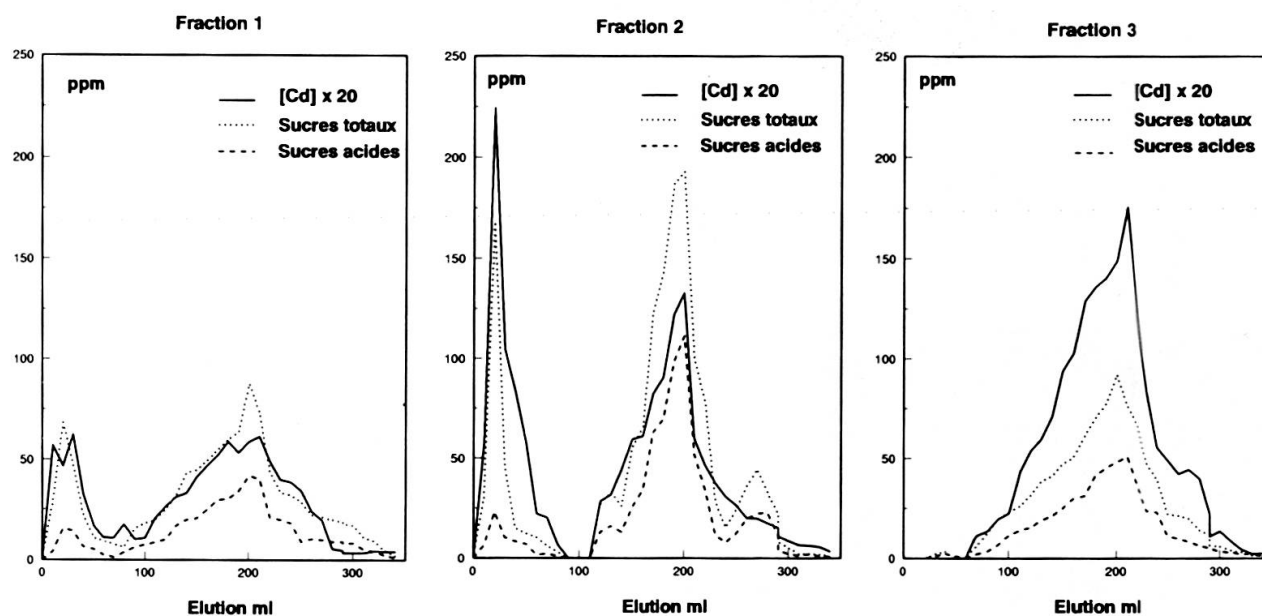 Fraction 1
250
200
150
100
50
0
ppm
[Cd] x 20
Sucres totaux
Sucres acides
0
100
200
300
Elution ml
Fraction 2
250
200
150
100
50
0
ppm
[Cd] x 20
Sucres totaux
Sucres acides
0
100
200
300
Elution ml
Fraction 3
250
200
150
100
50
0
ppm
[Cd] x 20
Sucres totaux
Sucres acides
0
100
200
300
Elution ml